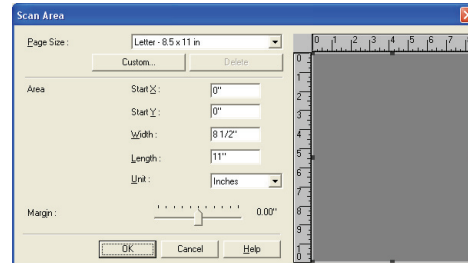 Scan Area
Page Size :
Letter - 8.5 x 11 in
Custom...
Delete
Area
Start X :
0"
Start Y :
0"
Width :
8 1/2"
Length :
11"
Unit :
Inches
Margin :
0.00"
OK
Cancel
Help
0 1 2 3 4 5 6 7
0
1
2
3
4
5
6
7
8
9
10